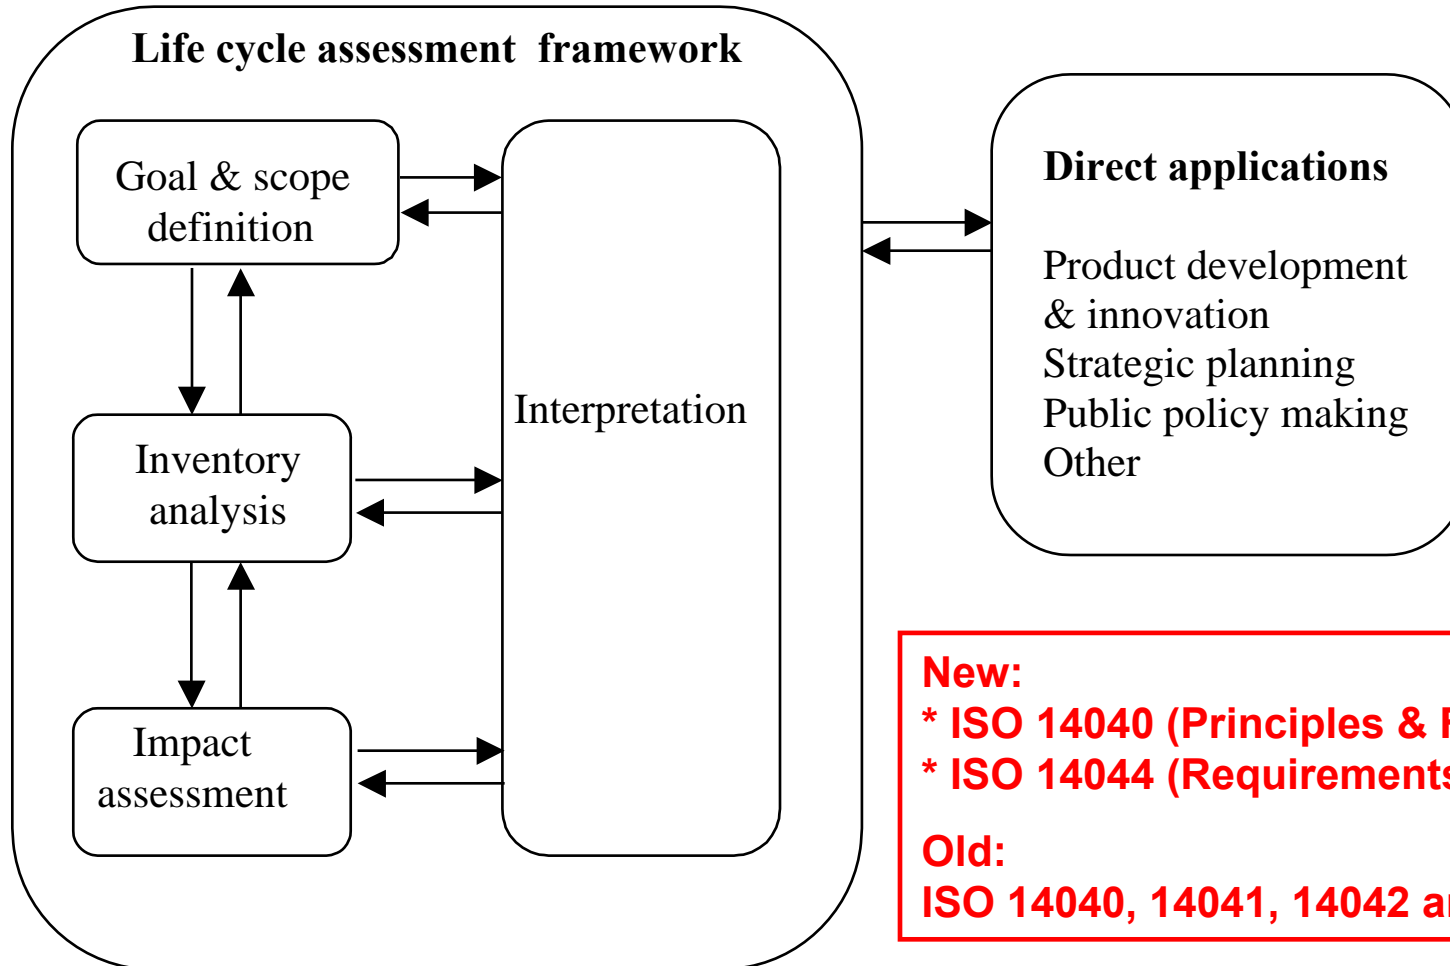 Life cycle assessment framework
Goal & scope
definition
Inventory
analysis
Impact
assessment
Interpretation
Direct applications
Product development
& innovation
Strategic planning
Public policy making
Other
New:
* ISO 14040 (Principles &
* ISO 14044 (Requirements
Old:
ISO 14040, 14041, 14042